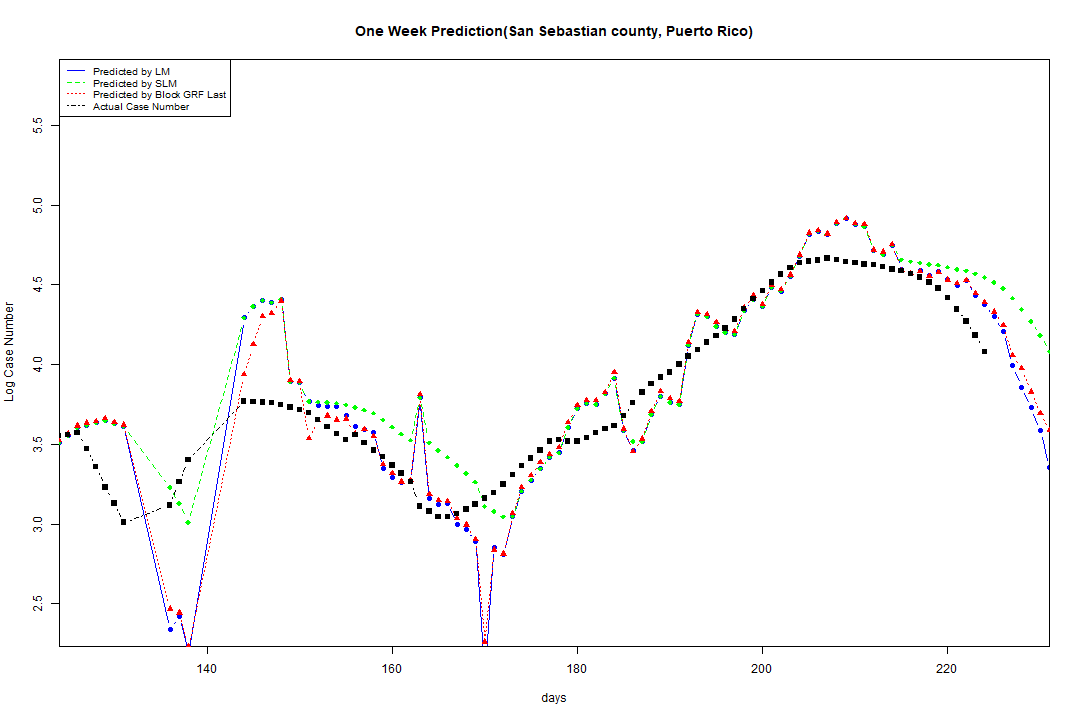 One Week Prediction(San Sebastian county, Puerto Rico)
Predicted by LM
Predicted by SLM
Predicted by Block GRF Last
Actual Case Number
5.5
5.0
4.5
4.0
3.5
3.0
2.5
Log Case Number
140 160 180 200 220
days